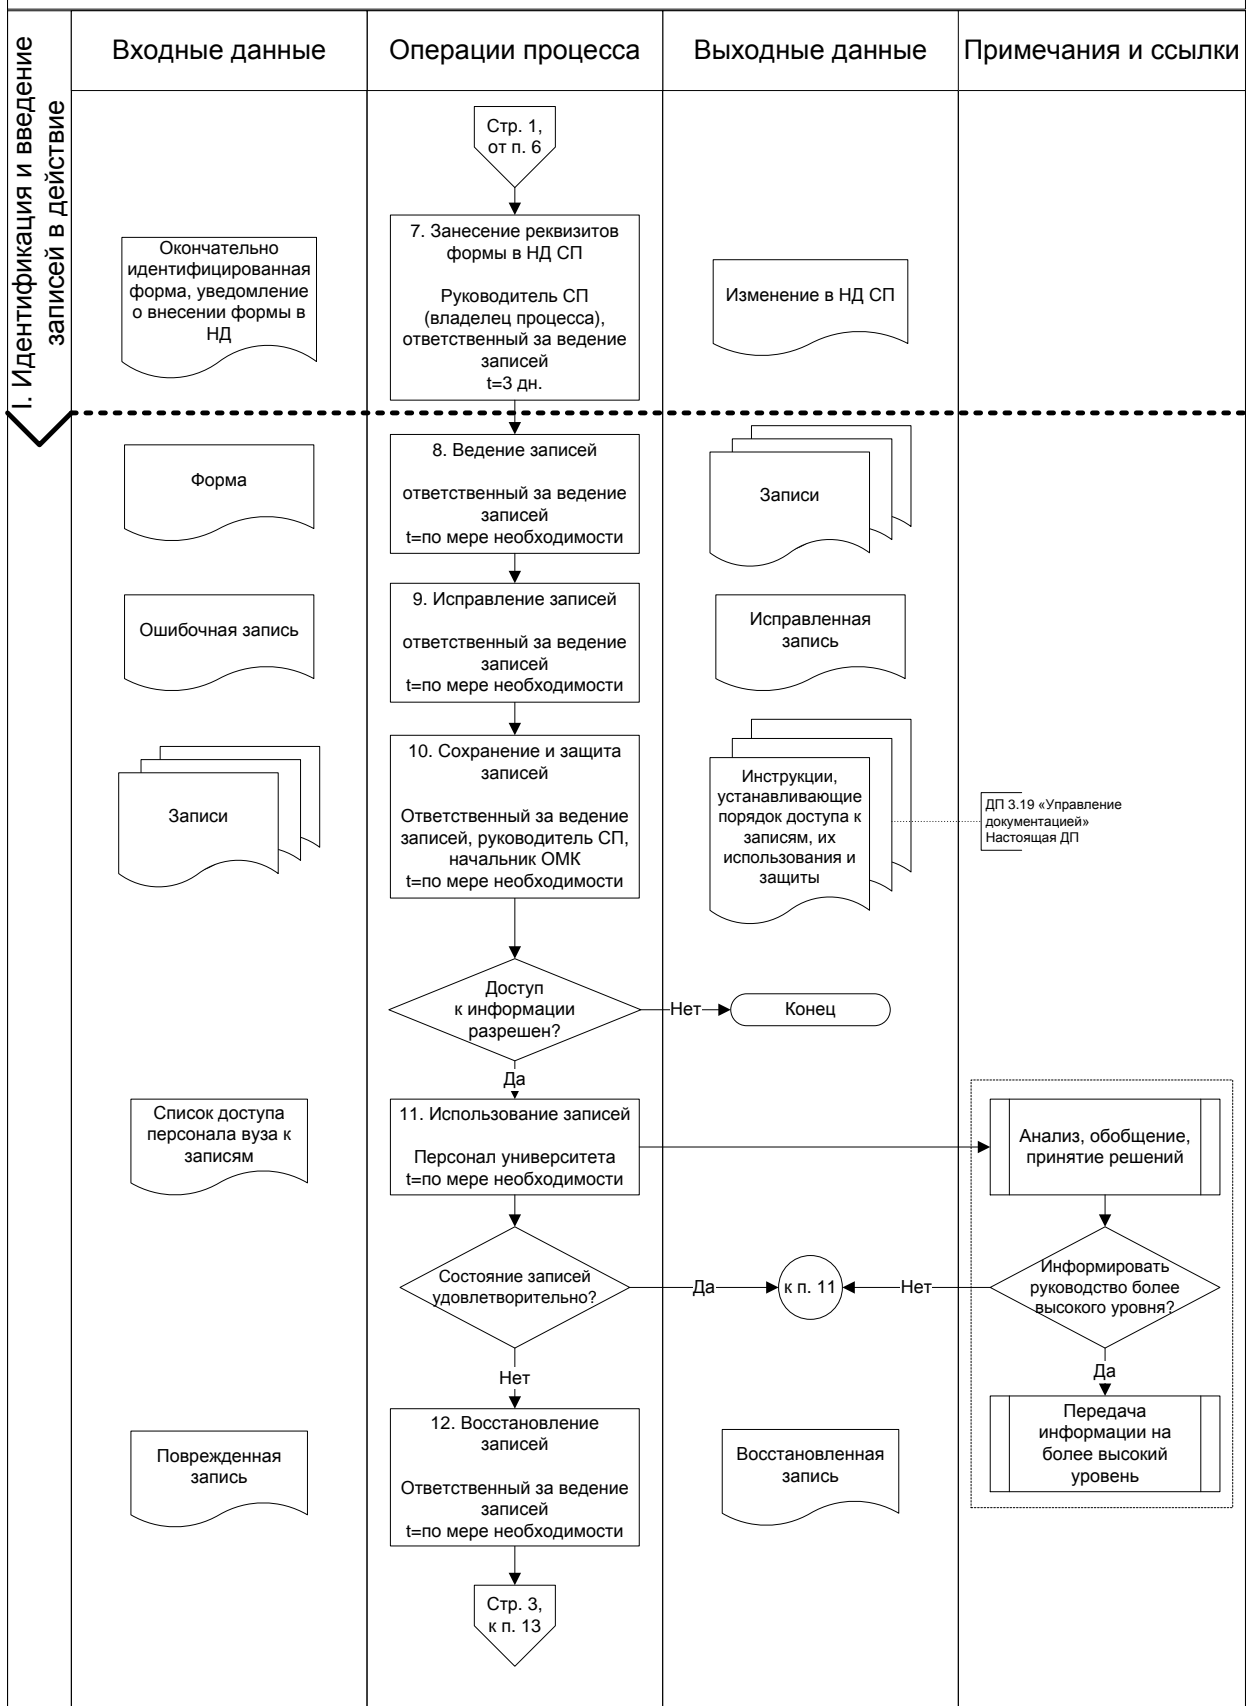 I. Идентификация и введение
записей в действие
Входные данные
Операции процесса
Выходные данные
Примечания и ссылки
Стр. 1,
от п. 6
Окончательно
идентифицированная
форма, уведомление
о внесении формы в
НД
7. Занесение реквизитов
формы в НД СП
Руководитель СП
(владелец процесса),
ответственный за ведение
записей
t=3 дн.
Изменение в НД СП
Форма
8. Ведение записей
ответственный за ведение
записей
t=по мере необходимости
Записи
Ошибочная запись
9. Исправление записей
ответственный за ведение
записей
t=по мере необходимости
Исправленная
запись
Записи
10. Сохранение и защита
записей
Ответственный за ведение
записей, руководитель СП,
начальник ОМК
t=по мере необходимости
Инструкции,
устанавливающие
порядок доступа к
записям, их
использования и
защиты
ДП 3.19 «Управление
документацией»
Настоящая ДП
Доступ
к информации
разрешен?
Нет
Конец
Да
Список доступа
персонала вуза к
записям
11. Использование записей
Персонал университета
t=по мере необходимости
Анализ, обобщение,
принятие решений
Состояние записей
удовлетворительно?
Да
к п. 11
Нет
Информировать
руководство более
высокого уровня?
Нет
Да
Поврежденная
запись
12. Восстановление
записей
Ответственный за ведение
записей
t=по мере необходимости
Восстановленная
запись
Передача
информации на
более высокий
уровень
Стр. 3,
к п. 13